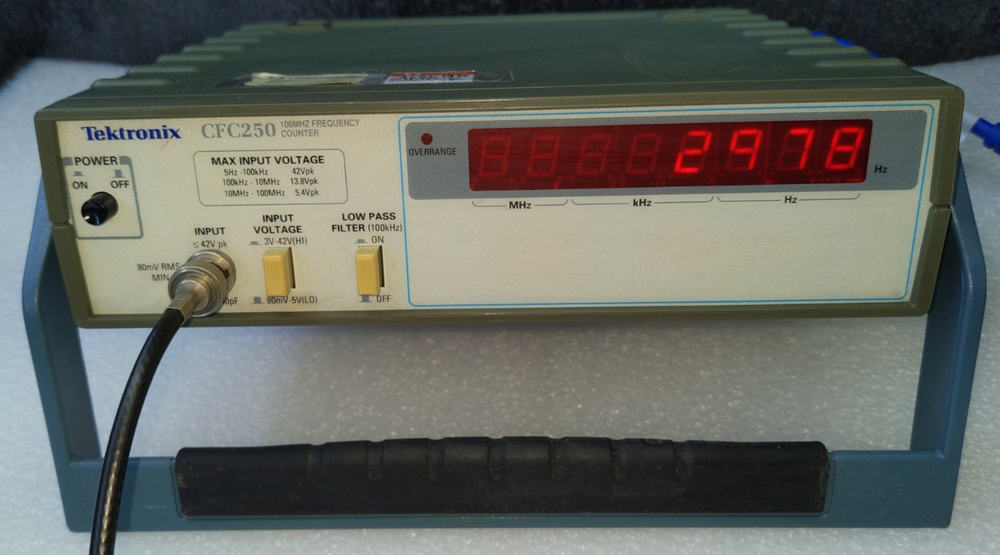 Tektronix CFC250 100MHZ FREQUENCY COUNTER
POWER
ON OFF
MAX INPUT VOLTAGE
5Hz -100kHz 42Vpk
100kHz - 10MHz 13.8Vpk
10MHz - 100MHz 5.4Vpk
INPUT
≤ 42V pk
80mV RMS
MIN
0pF
INPUT VOLTAGE
3V-42V(HI)
80mV-5V(LO)
LOW PASS
FILTER (100kHz)
ON
OFF
OVERRANGE
2978 Hz
MHz kHz Hz